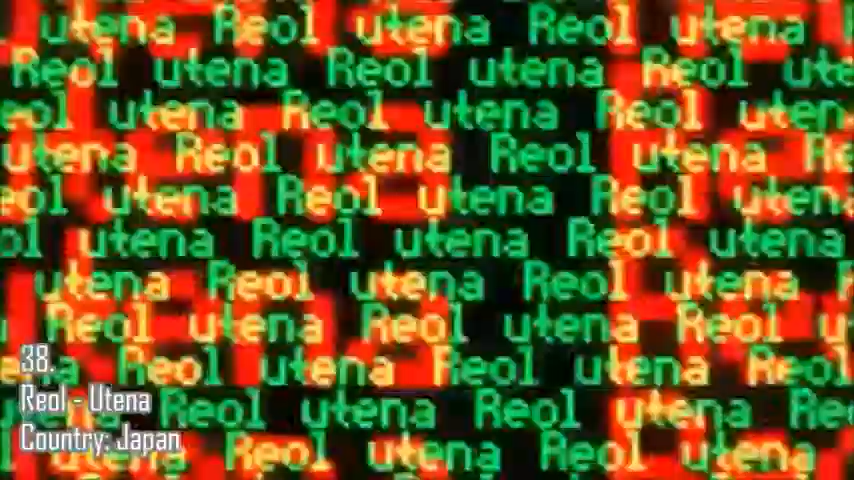 utena Reol utena Reol utena
Reol utena Reol utena Reol ute
eol utena Reol utena Reol uten
utena Reol utena Reol utena Re
eol utena Reol utena Reol utena
ol utena Reol utena Reol utena
utena Reol utena Reol utena R
Reol utena Reol utena Reol u
ena Reol utena Reol utena Reol
utena Reol utena Reol utena Reo
utena Reol utena Reol utena
38.
Reol - Utena
Country: Japan